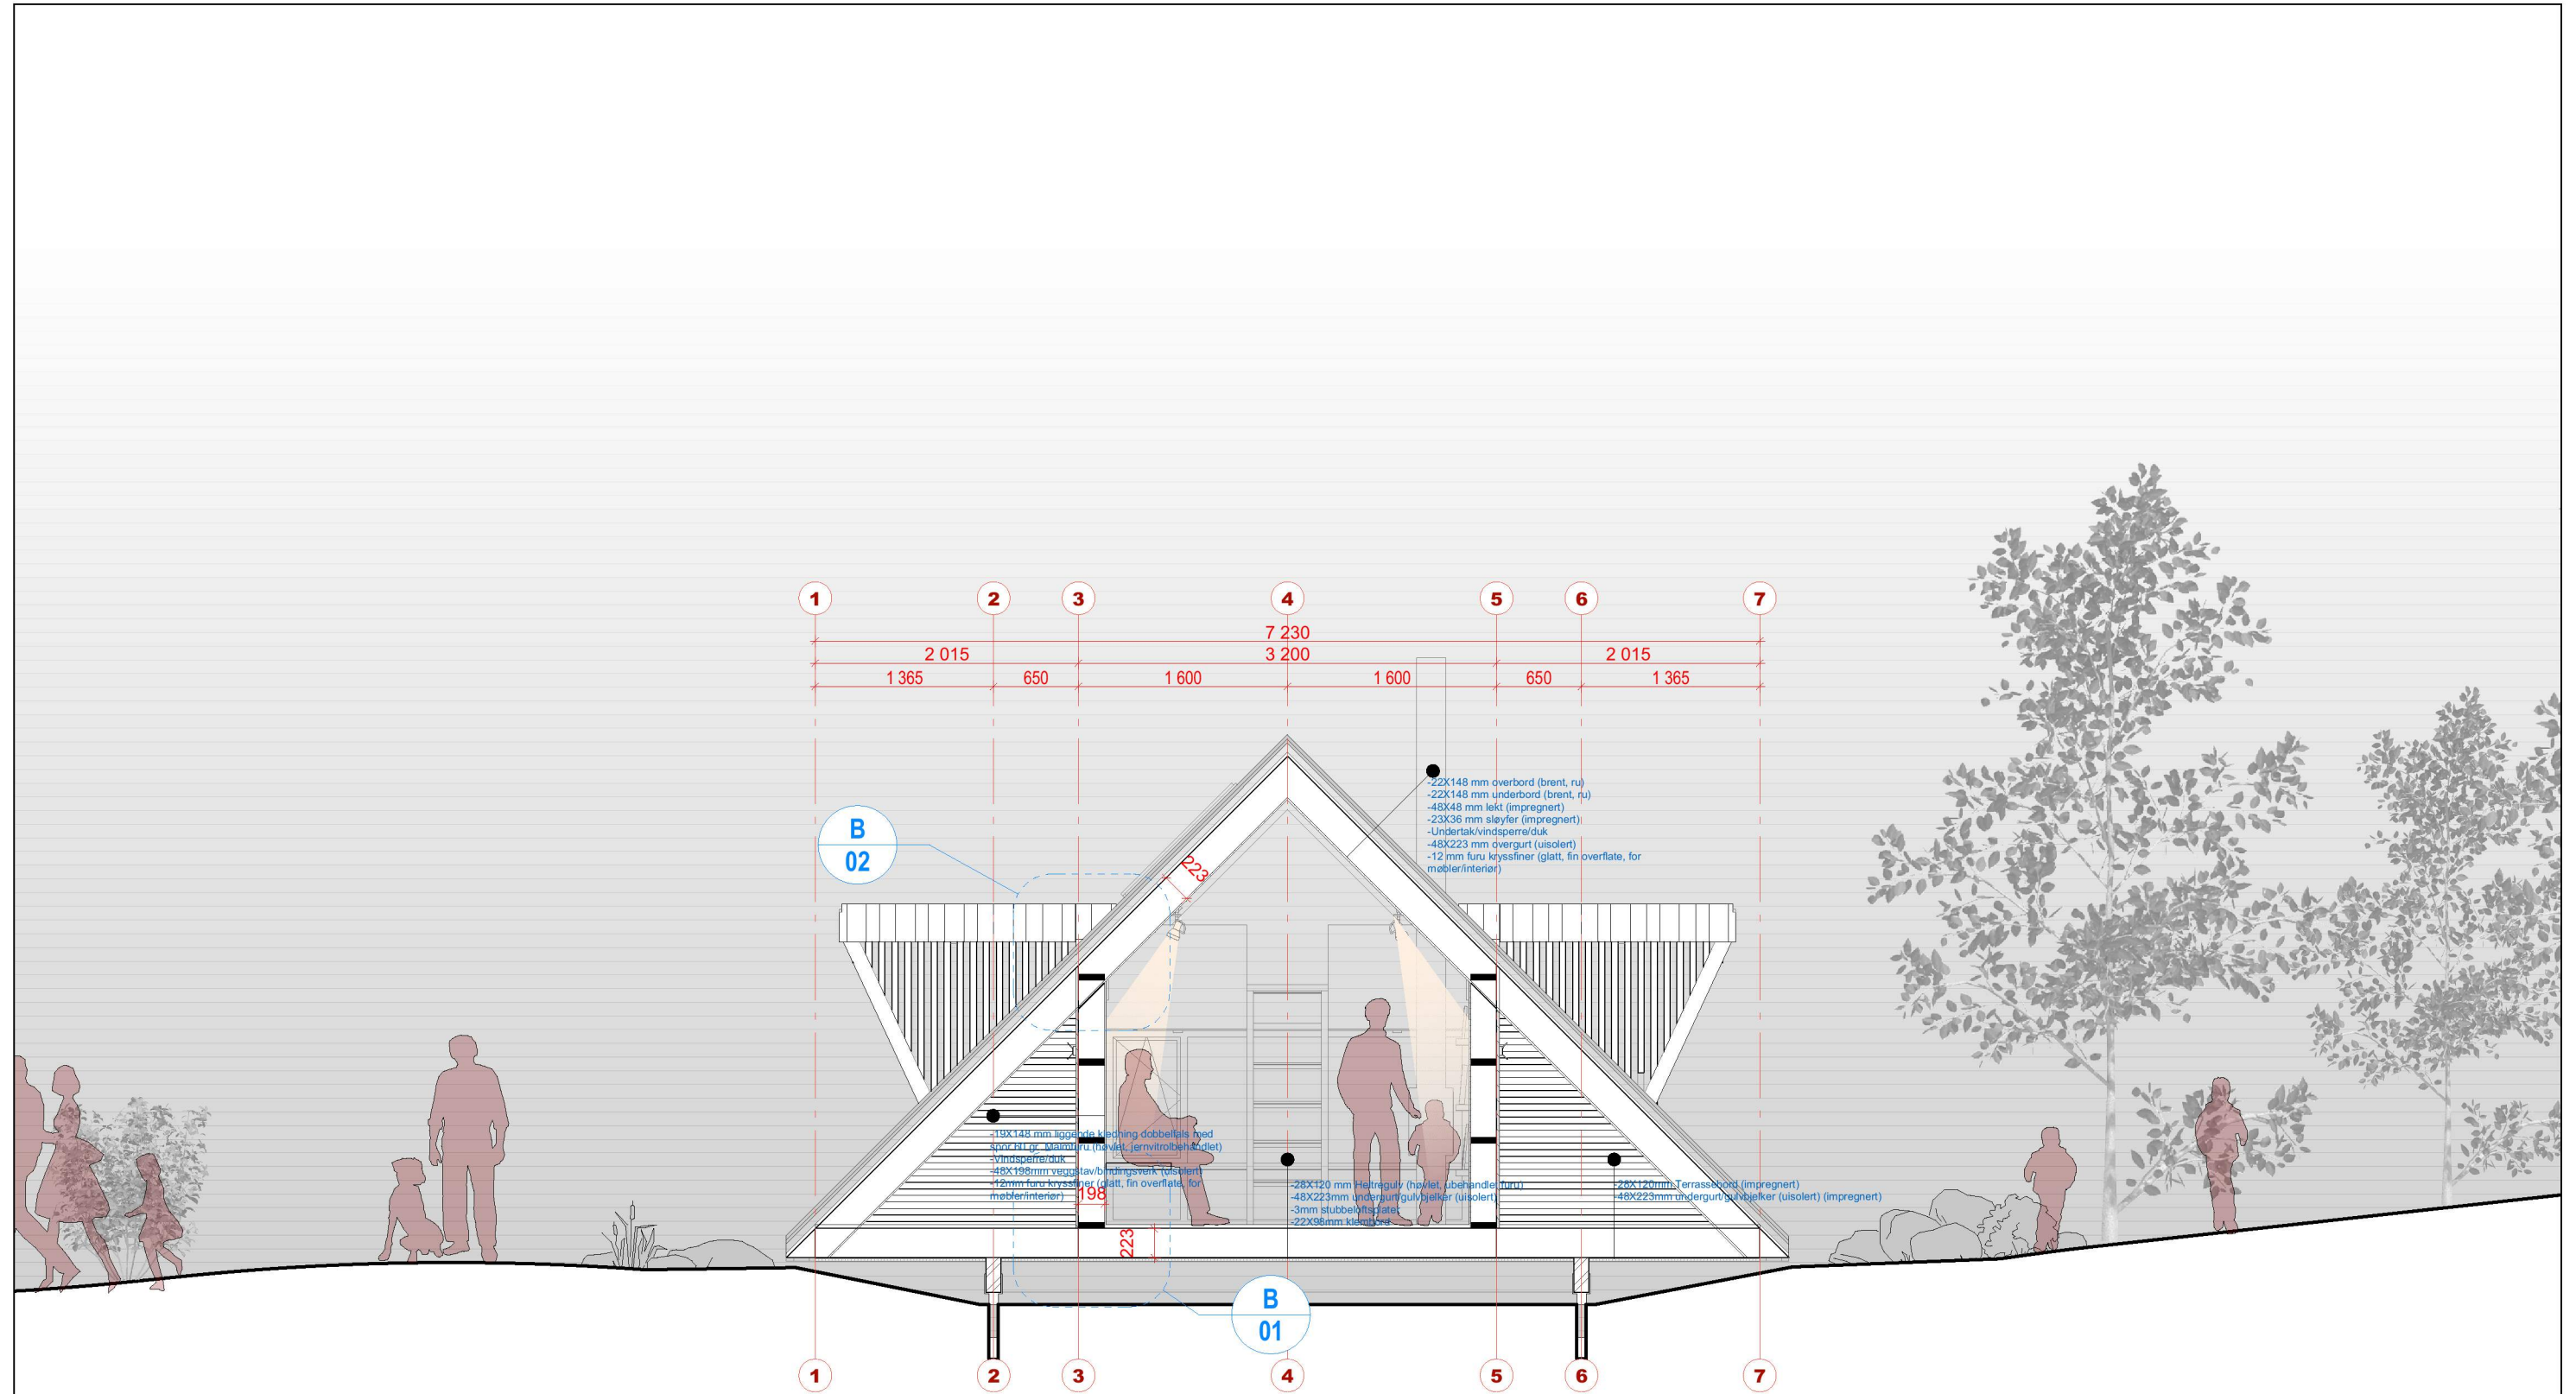 1 2 3 4 5 6 7
7 230
2 015 3 200 2 015
1 365 650 1 600 1 600 650 1 365
-22X148 mm overbord (brent, ru)
-22X148 mm underbord (brent, ru)
-48X48 mm lekt (impregnert)
-23X36 mm sløyfer (impregnert)
-Undertak/vindsperre/duk
-48X223 mm overgurt (uisolert)
-12 mm furu kryssfiner (glatt, fin overflate, for
møbler/interiør)
B
02
223
-19X148 mm liggende kledning dobbelfals med
spor Malmfuru (høvlet, jernvitrolbehandlet)
-Vindsperre/duk
-48X198mm veggstav/bindingsverk (uisolert)
-12mm furu kryssfiner (glatt, fin overflate, for
møbler/interiør)
198
-28X120 mm Heltregulv (høvlet, ubehandlet furu)
-48X223mm undergurt/gulvbjelker (uisolert)
-3mm stubbeloftsplater
-22X98mm klembord
-28X120mm Terrassebord (impregnert)
-48X223mm undergurt/gulvbjelker (uisolert) (impregnert)
223
B
01
1 2 3 4 5 6 7